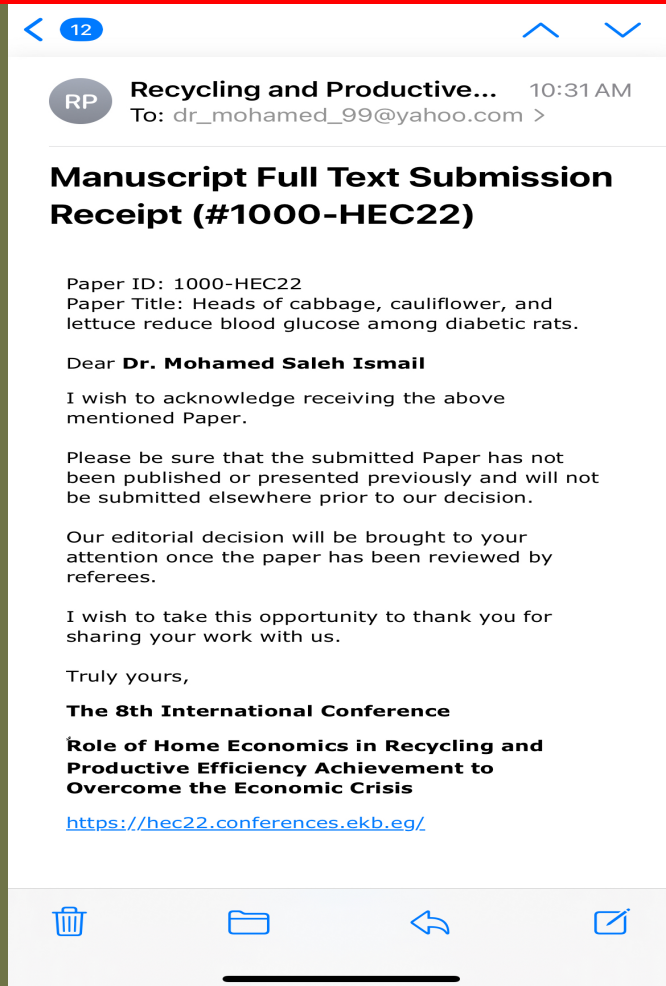 12
RP
Recycling and Productive... 10:31 AM
To: dr_mohamed_99@yahoo.com >
Manuscript Full Text Submission
Receipt (#1000-HEC22)
Paper ID: 1000-HEC22
Paper Title: Heads of cabbage, cauliflower, and
lettuce reduce blood glucose among diabetic rats.
Dear Dr. Mohamed Saleh Ismail
I wish to acknowledge receiving the above
mentioned Paper.
Please be sure that the submitted Paper has not
been published or presented previously and will not
be submitted elsewhere prior to our decision.
Our editorial decision will be brought to your
attention once the paper has been reviewed by
referees.
I wish to take this opportunity to thank you for
sharing your work with us.
Truly yours,
The 8th International Conference
Role of Home Economics in Recycling and
Productive Efficiency Achievement to
Overcome the Economic Crisis
https://hec22.conferences.ekb.eg/